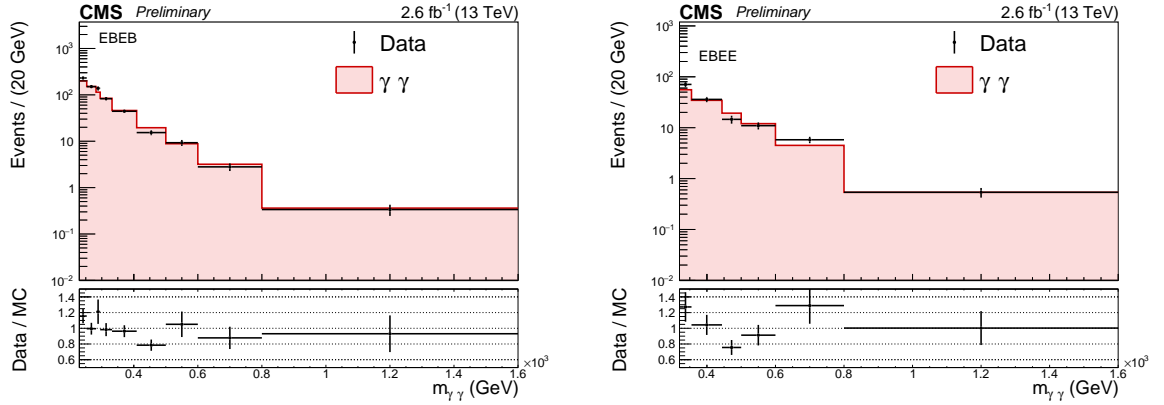 CMS Preliminary 2.6 fb⁻¹ (13 TeV)
EBEB
Data
γ γ
Events / (20 GeV)
10³
10²
10
1
10⁻¹
10⁻²
Data / MC
1.4
1.2
1
0.8
0.6
0.4 0.6 0.8 1 1.2 1.4 1.6
×10³
m_γγ (GeV)
CMS Preliminary 2.6 fb⁻¹ (13 TeV)
EBEE
Data
γ γ
Events / (20 GeV)
10³
10²
10
1
10⁻¹
10⁻²
Data / MC
1.4
1.2
1
0.8
0.6
0.4 0.6 0.8 1 1.2 1.4 1.6
×10³
m_γγ (GeV)